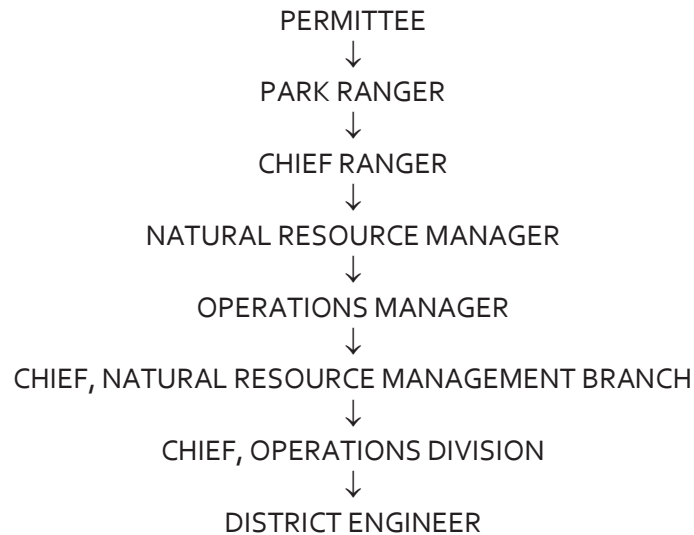 PERMITTEE
↓
PARK RANGER
↓
CHIEF RANGER
↓
NATURAL RESOURCE MANAGER
↓
OPERATIONS MANAGER
↓
CHIEF, NATURAL RESOURCE MANAGEMENT BRANCH
↓
CHIEF, OPERATIONS DIVISION
↓
DISTRICT ENGINEER